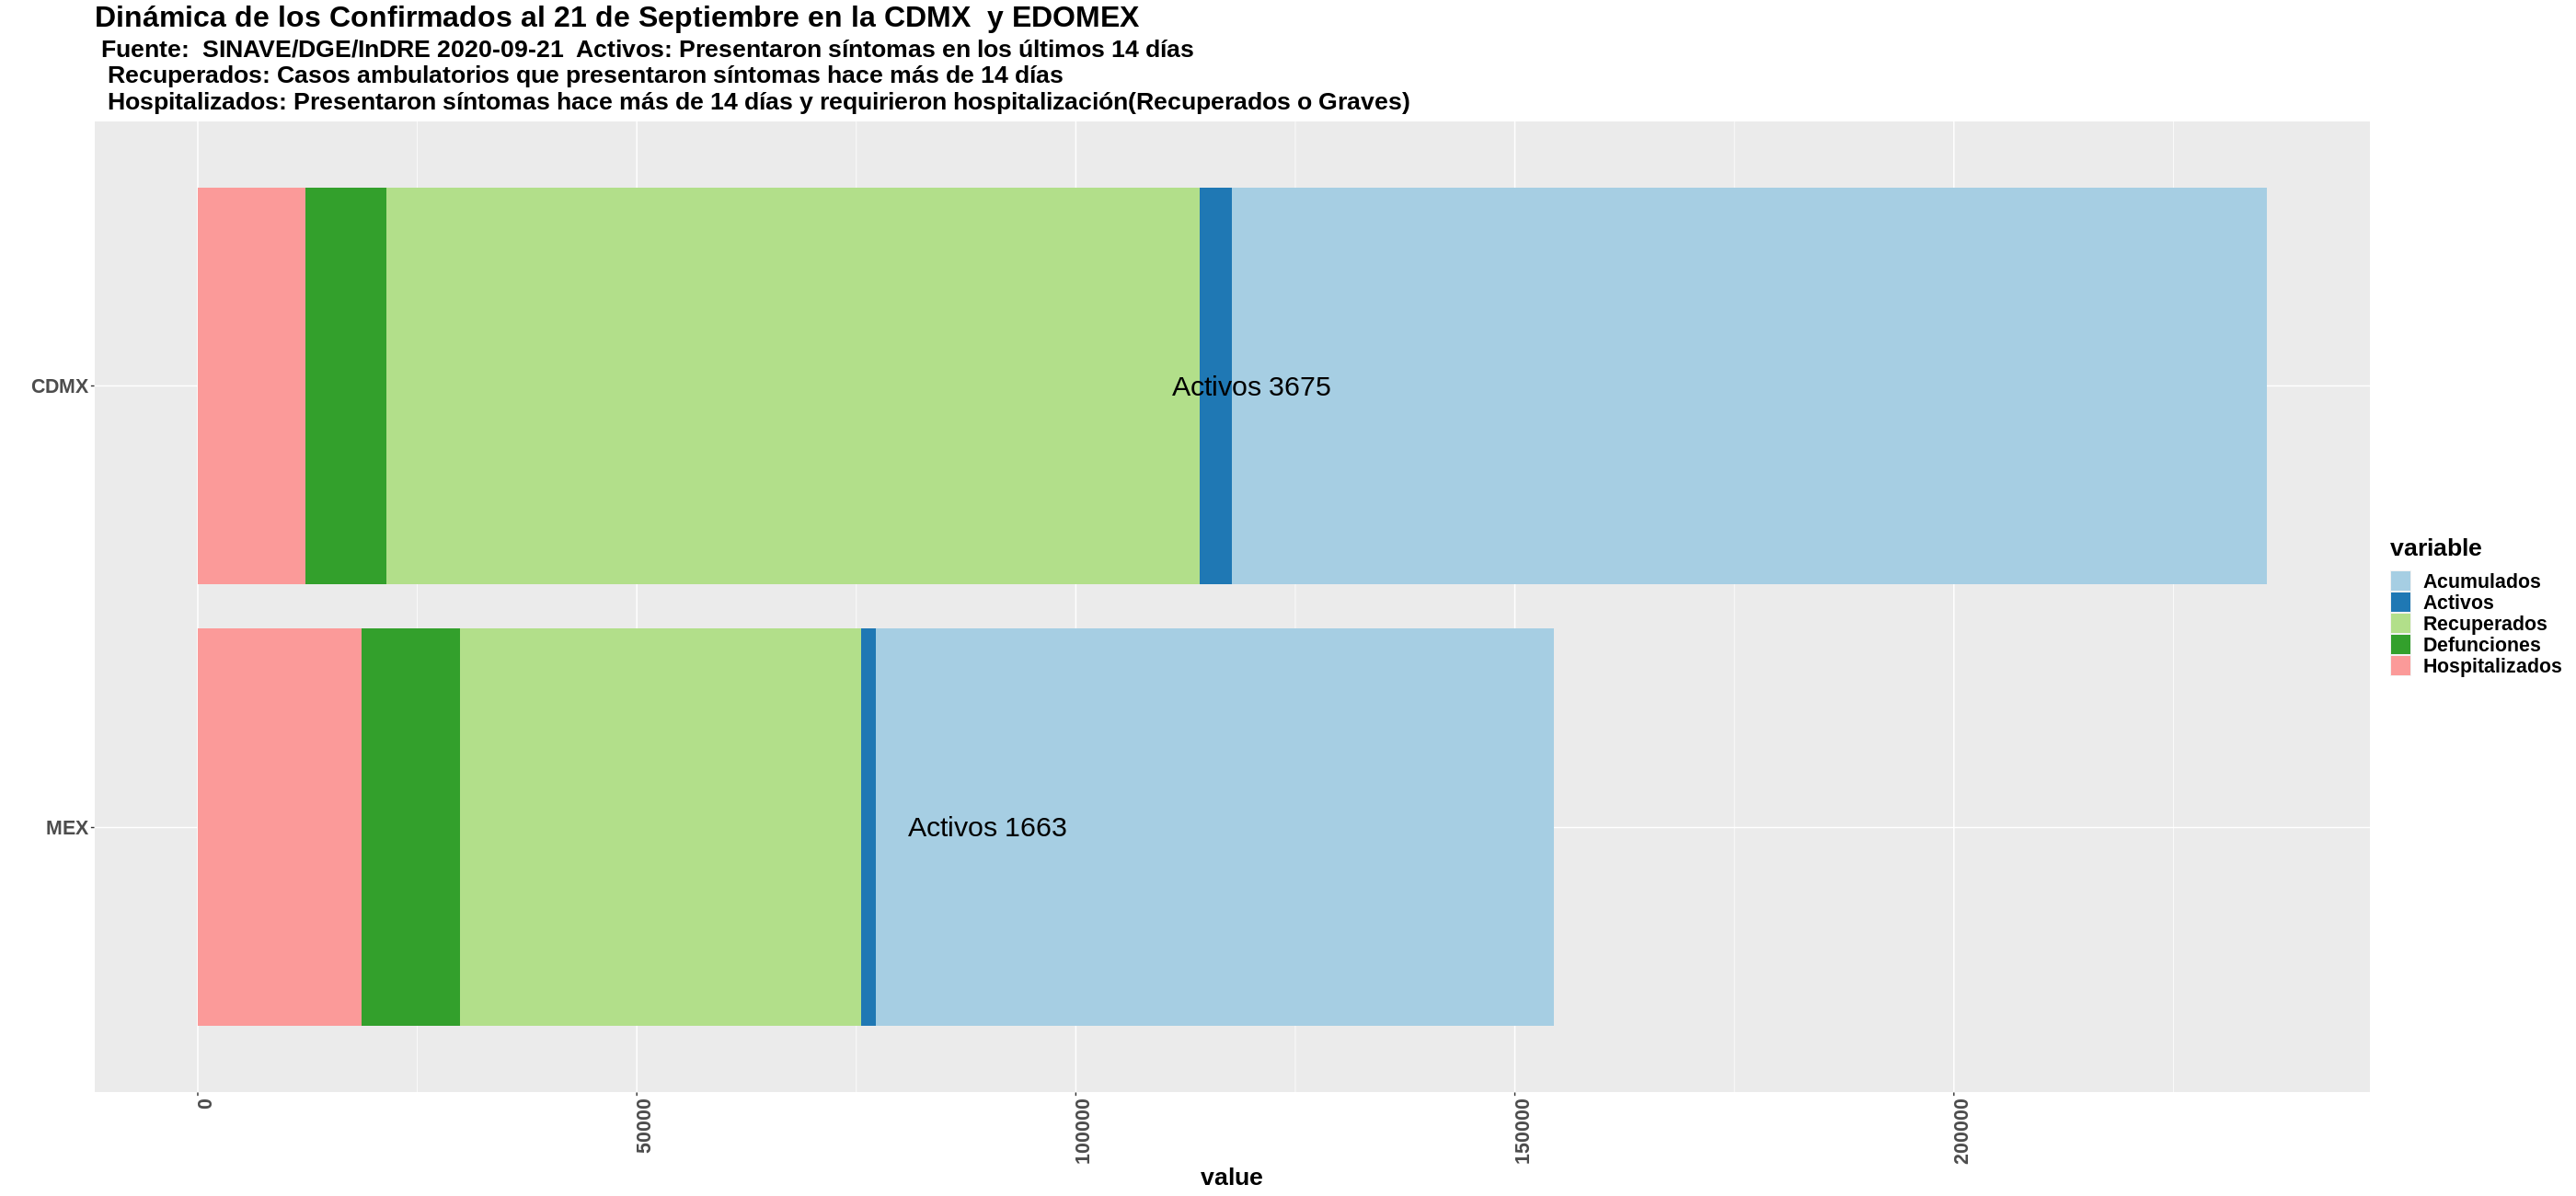 Dinámica de los Confirmados al 21 de Septiembre en la CDMX  y EDOMEX
Fuente:  SINAVE/DGE/InDRE 2020-09-21  Activos: Presentaron síntomas en los últimos 14 días
Recuperados: Casos ambulatorios que presentaron síntomas hace más de 14 días
Hospitalizados: Presentaron síntomas hace más de 14 días y requirieron hospitalización(Recuperados o Graves)
CDMX
Activos 3675
MEX
Activos 1663
variable
Acumulados
Activos
Recuperados
Defunciones
Hospitalizados
0
50000
100000
150000
200000
value